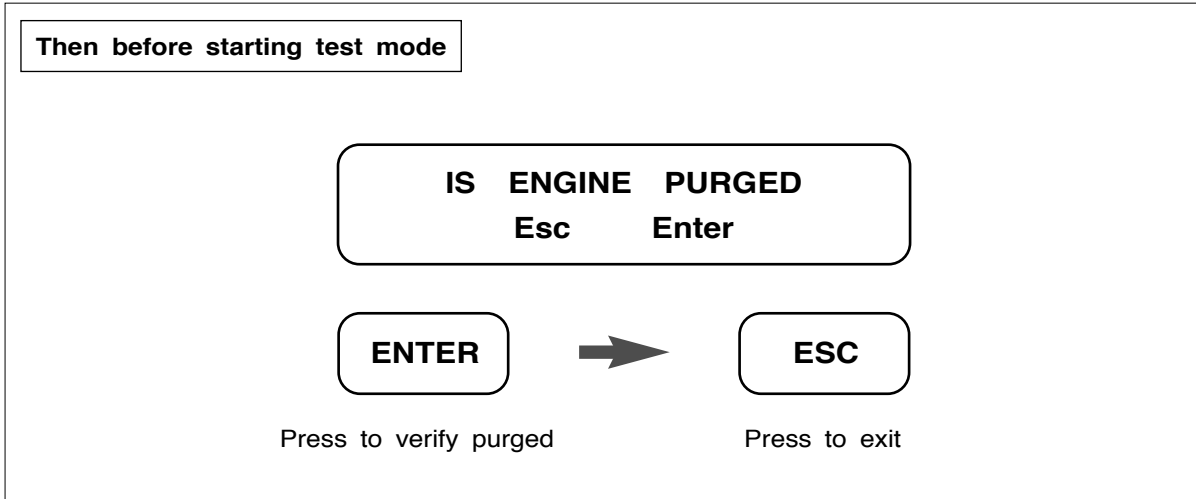 Then before starting test mode
IS ENGINE PURGED
Esc Enter
ENTER ESC
Press to verify purged Press to exit